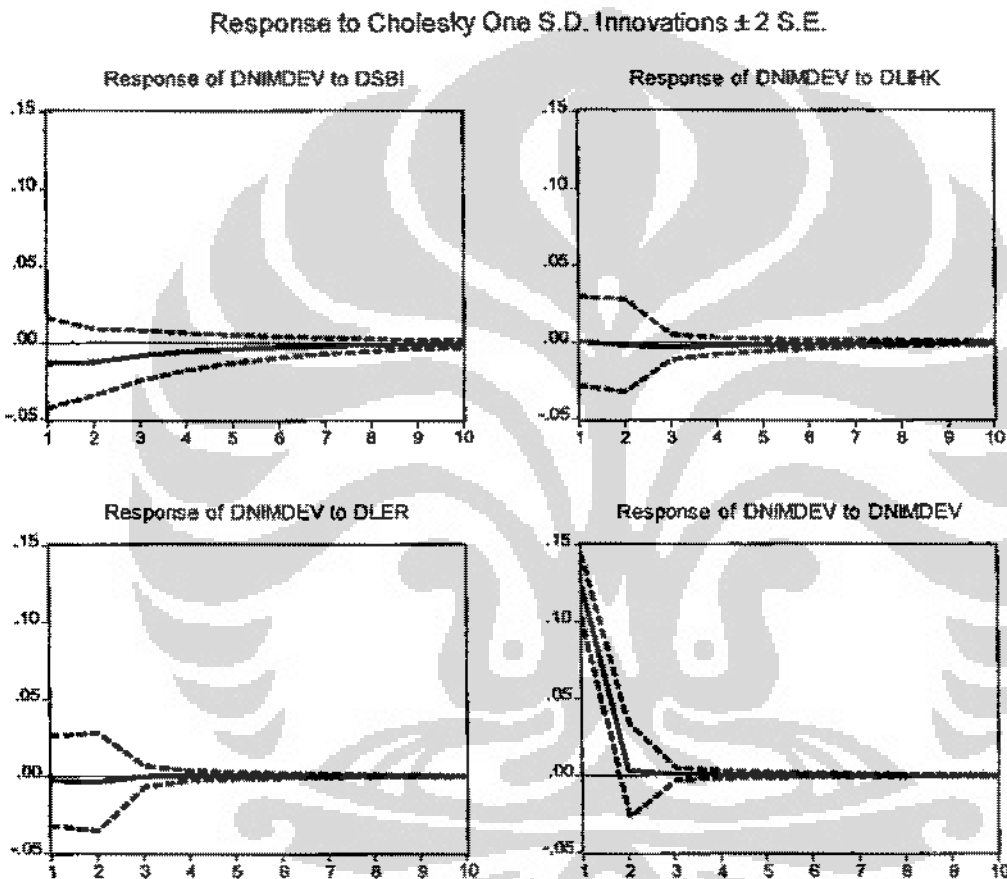 Response to Cholesky One S.D. Innovations ± 2 S.E.
Response of DNIMDEV to DSBI
Response of DNIMDEV to DLIHK
.15
.10
.05
.00
-.05
1 2 3 4 5 6 7 8 9 10
.15
.10
.05
.00
-.05
1 2 3 4 5 6 7 8 9 10
Response of DNIMDEV to DLER
Response of DNIMDEV to DNIMDEV
.15
.10
.05
.00
-.05
1 2 3 4 5 6 7 8 9 10
.15
.10
.05
.00
-.05
1 2 3 4 5 6 7 8 9 10